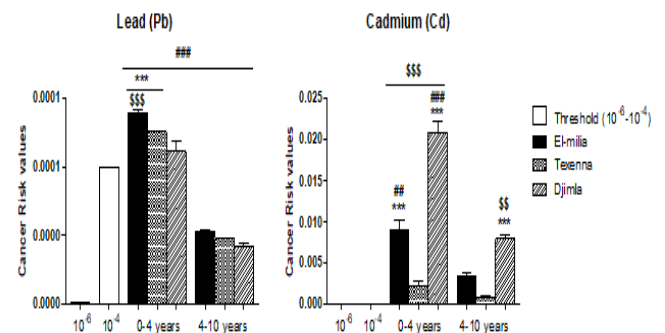 Lead (Pb)
###
***
$$$
Cancer Risk values
0.0001
0.0001
0.0000
0.0000
10-6
10-4
0-4 years
4-10 years
Cadmium (Cd)
$$$
###
***
##
***
$$
***
Cancer Risk values
0.025
0.020
0.015
0.010
0.005
0.000
10-6
10-4
0-4 years
4-10 years
Threshold (10-6-10-4)
El-milia
Texenna
Djimla